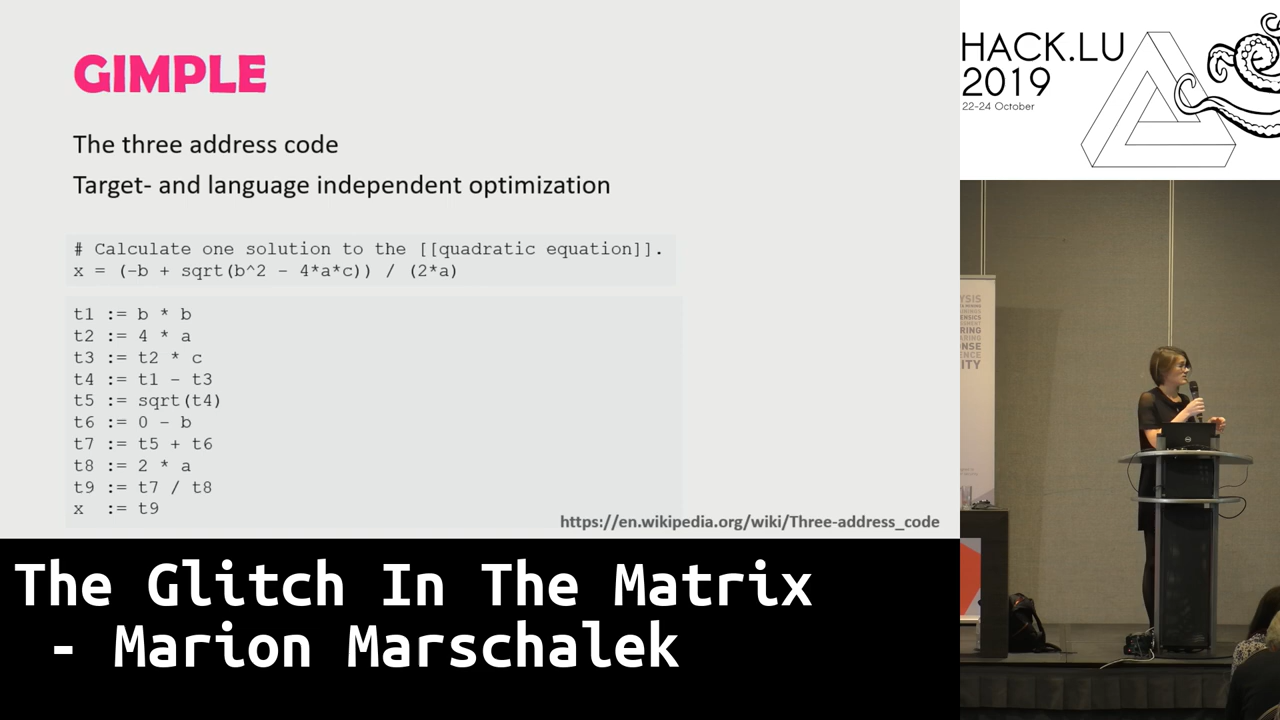 GIMPLE
The three address code
Target- and language independent optimization
# Calculate one solution to the [[quadratic equation]].
x = (-b + sqrt(b^2 - 4*a*c)) / (2*a)
t1 := b * b
t2 := 4 * a
t3 := t2 * c
t4 := t1 - t3
t5 := sqrt(t4)
t6 := 0 - b
t7 := t5 + t6
t8 := 2 * a
t9 := t7 / t8
x := t9
https://en.wikipedia.org/wiki/Three-address_code
The Glitch In The Matrix
- Marion Marschalek
HACK.LU
2019
22-24 October